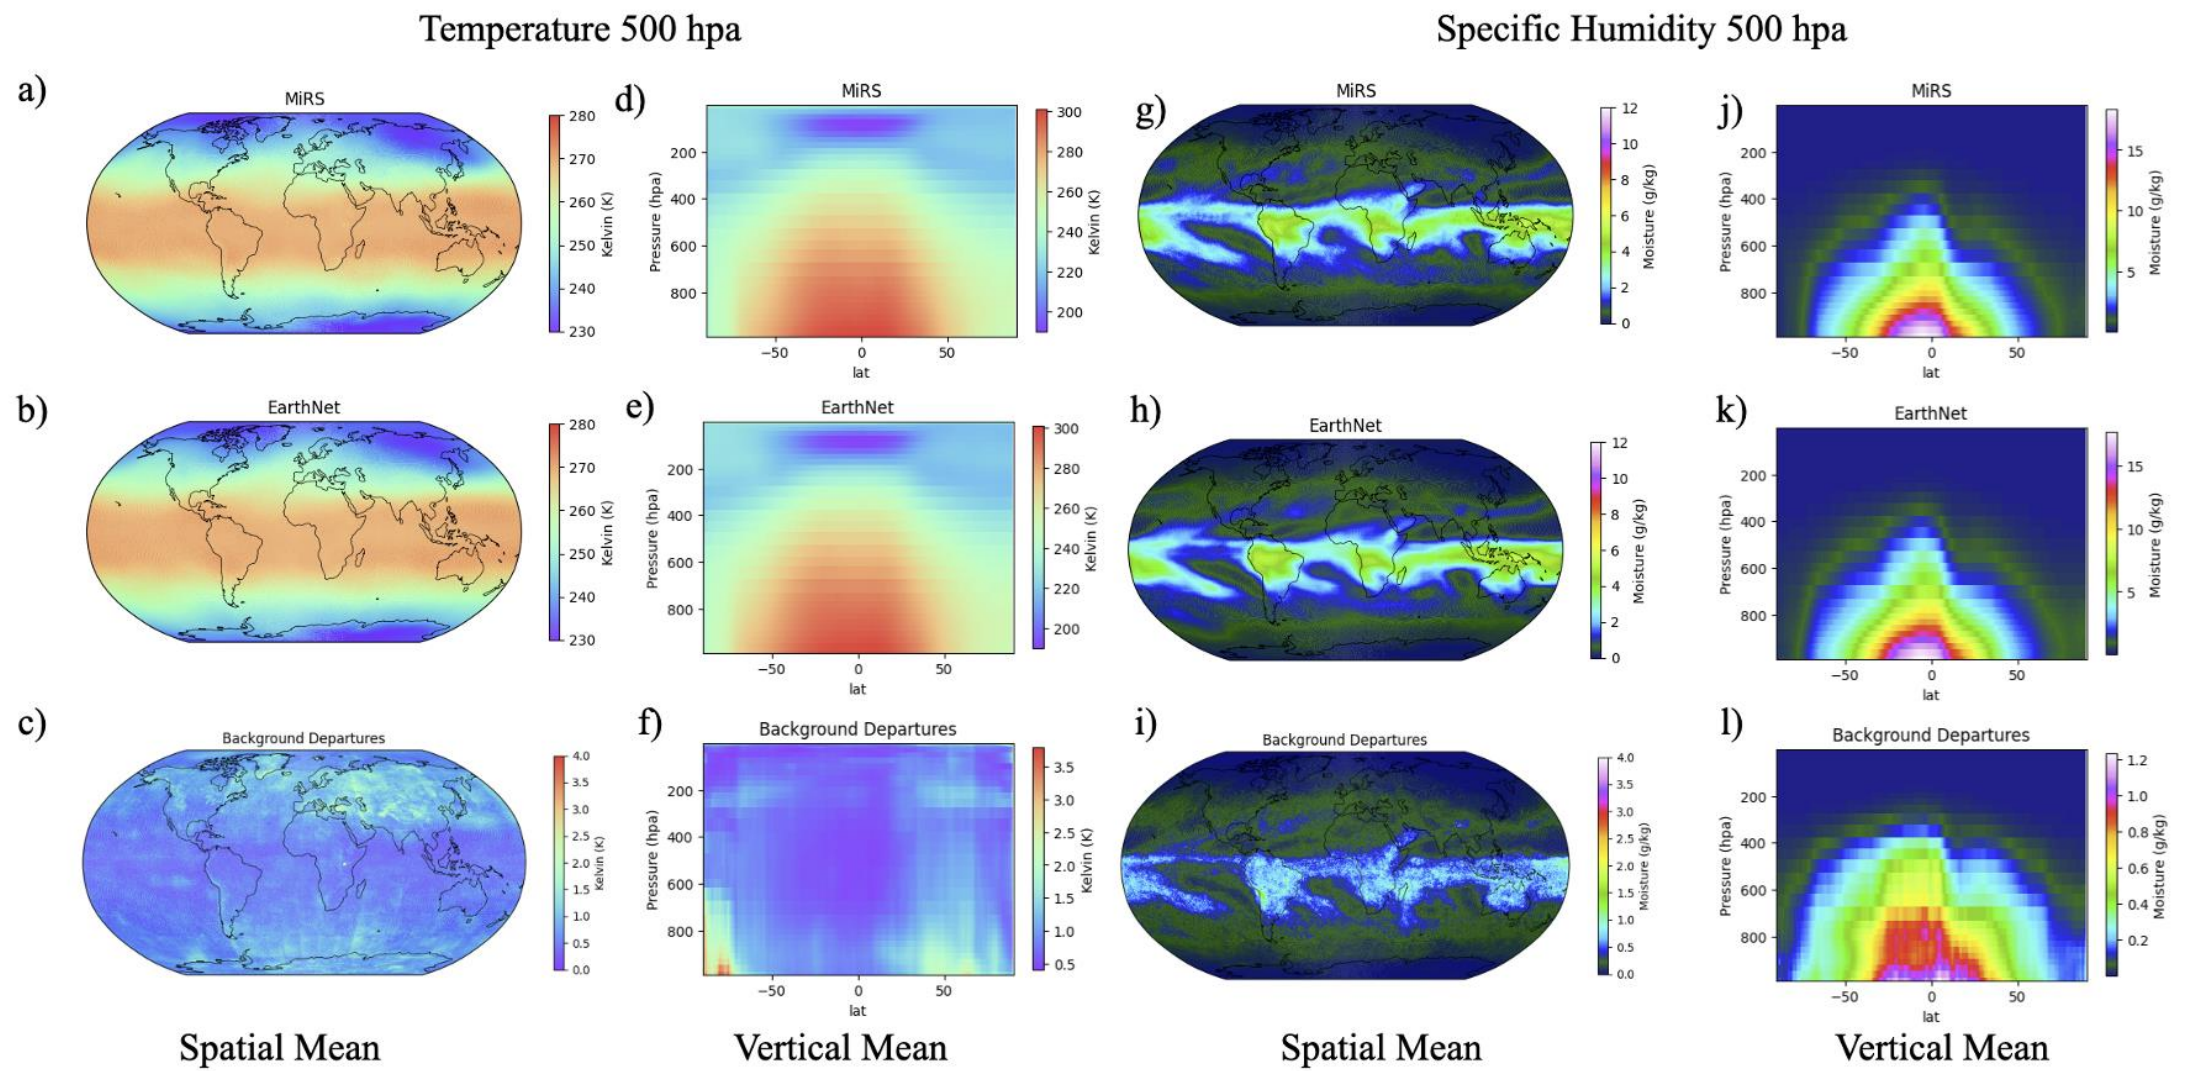 Temperature 500 hpa
Specific Humidity 500 hpa
a)
MiRS
280
270
260
250
240
230
Kelvin (K)
d)
MiRS
200
400
600
800
Pressure (hpa)
−50 0 50
lat
300
280
260
240
220
200
Kelvin (K)
g)
MiRS
12
12
10
8
6
4
2
0
Moisture (g/kg)
j)
MiRS
200
400
600
800
Pressure (hpa)
−50 0 50
lat
15
10
5
Moisture (g/kg)
b)
EarthNet
280
270
260
250
240
230
Kelvin (K)
e)
EarthNet
200
400
600
800
Pressure (hpa)
−50 0 50
lat
300
280
260
240
220
200
Kelvin (K)
h)
EarthNet
12
10
8
6
4
2
0
Moisture (g/kg)
k)
EarthNet
200
400
600
800
Pressure (hpa)
−50 0 50
lat
15
10
5
Moisture (g/kg)
c)
Background Departures
4.0
3.5
3.0
2.5
2.0
1.5
1.0
0.5
0.0
Kelvin (K)
f)
Background Departures
200
400
600
800
Pressure (hpa)
−50 0 50
lat
3.5
3.0
2.5
2.0
1.5
1.0
0.5
Kelvin (K)
i)
Background Departures
4.0
3.5
3.0
2.5
2.0
1.5
1.0
0.5
0.0
Moisture (g/kg)
l)
Background Departures
200
400
600
800
Pressure (hpa)
−50 0 50
lat
1.2
1.0
0.8
0.6
0.4
0.2
Moisture (g/kg)
Spatial Mean
Vertical Mean
Spatial Mean
Vertical Mean